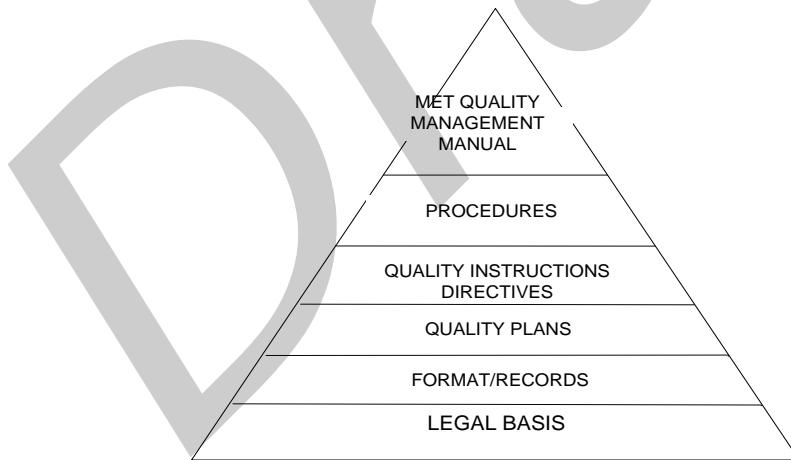 MET QUALITY
MANAGEMENT
MANUAL
PROCEDURES
QUALITY INSTRUCTIONS
DIRECTIVES
QUALITY PLANS
FORMAT/RECORDS
LEGAL BASIS